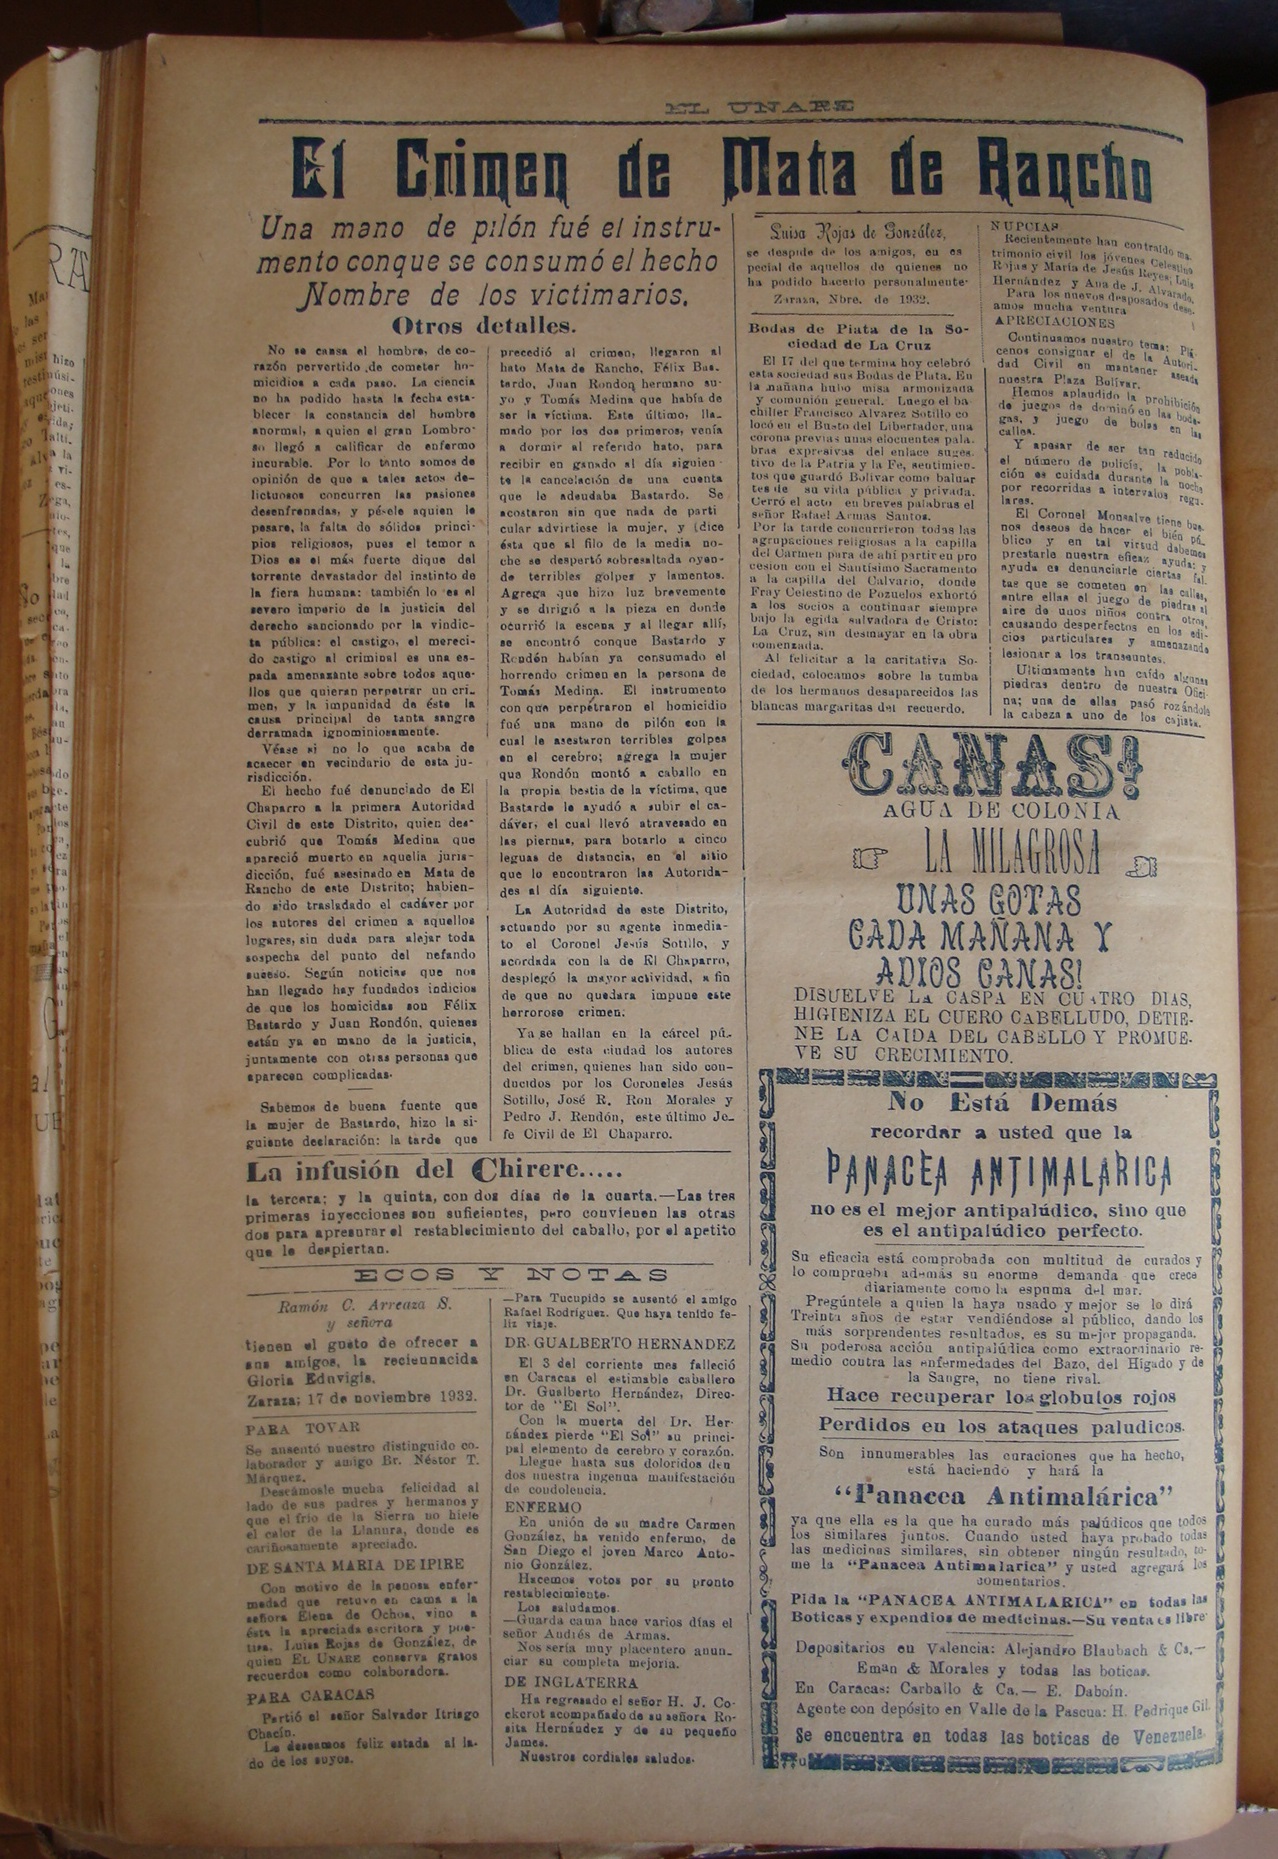 EL UNARE
El Crimen de Mata de Rancho
Una mano de pilón fué el instru-
mento conque se consumó el hecho
Nombre de los victimarios.
Otros detalles.
No se cansa el hombre, de co-
razón pervertido,de cometer ho-
micidios a cada paso. La ciencia
no ha podido hasta la fecha esta-
blecer la constancia del hombre
anormal, a quien el gran Lombro-
so llegó a calificar de enfermo
incurable. Por lo tanto somos de
opinión de que a tales actos de-
lictuosos concurren las pasiones
desenfrenadas, y pésele aquien le
pesare, la falta de sólidos princi-
pios religiosos, pues el temor a
Dios es el más fuerte dique del
torrente devastador del instinto de
la fiera humana: también lo es el
severo imperio de la justicia del
derecho sancionado por la vindic-
ta pública: el castigo, el mereci-
do castigo al criminal es una es-
pada amenazante sobre todos aque-
llos que quieran perpetrar un cri-
men, y la impunidad de éste la
causa principal de tanta sangre
derramada ignominiosamente.
Véase si no lo que acaba de
acaecer en vecindario de esta ju-
risdicción.
El hecho fué denunciado de El
Chaparro a la primera Autoridad
Civil de este Distrito, quien des-
cubrió que Tomás Medina que
apareció muerto en aquella juris-
dicción, fué asesinado en Mata de
Rancho de este Distrito; habien-
do sido trasladado el cadáver por
los autores del crimen a aquellos
lugares, sin duda para alejar toda
sospecha del punto del nefando
suceso. Según noticias que nos
han llegado hay fundados indicios
de que los homicidas son Félix
Bastardo y Juan Rondón, quienes
están ya en mano de la justicia,
juntamente con otras personas que
aparecen complicadas.
Sabemos de buena fuente que
la mujer de Bastardo, hizo la si-
guiente declaración: la tarde que
precedió al crimen, llegaron al
hato Mata de Rancho, Félix Bas-
tardo, Juan Rondon hermano su-
yo y Tomás Medina que había de
ser la víctima. Este último, lla-
mado por los dos primeros, venía
a dormir al referido hato, para
recibir en ganado al día siguien-
te la cancelación de una cuenta
que le adeudaba Bastardo. Se
acostaron sin que nada de parti
cular advirtiese la mujer, y (dice
ésta que al filo de la media no-
che se despertó sobresaltada oyen-
do terribles golpes y lamentos.
Agrega que hizo luz brevemente
y se dirigió a la pieza en donde
ocurrió la escena y al llegar allí,
se encontró conque Bastardo y
Rondón habían ya consumado el
horrendo crimen en la persona de
Tomás Medina. El instrumento
con que perpetraron el homicidio
fué una mano de pilón con la
cual le asestaron terribles golpes
en el cerebro; agrega la mujer
que Rondón montó a caballo en
la propia bestia de la víctima, que
Bastardo le ayudó a subir el ca-
dáver, el cual llevó atravesado en
las piernas, para botarlo a cinco
leguas de distancia, en el sitio
que lo encontraron las Autorida-
des al día siguiente.
La Autoridad de este Distrito,
actuando por su agente inmedia-
to el Coronel Jesús Sotillo, y
acordada con la de El Chaparro,
desplegó la mayor actividad, a fin
de que no quedara impune este
horroroso crimen.
Ya se hallan en la cárcel pú-
blica de esta ciudad los autores
del crimen, quienes han sido con-
ducidos por los Coroneles Jesús
Sotillo, José R. Ron Morales y
Pedro J. Rendón, este último Je-
fe Civil de El Chaparro.
La infusión del Chirere.....
la tercera; y la quinta, con dos días de la cuarta.—Las tres
primeras inyecciones son suficientes, pero convienen las otras
dos para apresurar el restablecimiento del caballo, por el apetito
que le despiertan.
ECOS Y NOTAS
Ramón C. Arreaza S.
y señora
tienen el gusto de ofrecer a
sus amigos, la recienuacida
Gloria Eduvigis.
Zaraza; 17 de noviembre 1932.
PARA TOVAR
Se ausentó nuestro distinguido co-
laborador y amigo Br. Néstor T.
Márquez.
Deseámosle mucha felicidad al
lado de sus padres y hermanos y
que el frío de la Sierra no hiele
el calor de la Llanura, donde es
cariñosamente apreciado.
DE SANTA MARIA DE IPIRE
Con motivo de la penosa enfer-
medad que retuvo en cama a la
señora Elena de Ochoa, vino a
ésta la apreciada escritora y poe-
tisa, Luisa Rojas de González, de
quien EL UNARE conserva gratos
recuerdos como colaboradora.
PARA CARACAS
Partió el señor Salvador Itriago
Chacín.
Le deseamos feliz estada al la-
do de los suyos.
—Para Tucupido se ausentó el amigo
Rafael Rodríguez. Que haya tenido fe-
liz viaje.
DR. GUALBERTO HERNANDEZ
El 3 del corriente mes falleció
en Caracas el estimable caballero
Dr. Gualberto Hernández, Direc-
tor de "El Sol".
Con la muerte del Dr. Her-
nández pierde "El Sol" su princi-
pal elemento de cerebro y corazón.
Llegue hasta sus doloridos deu
dos nuestra ingenua manifestación
de condolencia.
ENFERMO
En unión de su madre Carmen
González, ha venido enfermo, de
San Diego el joven Marco Anto-
nio González.
Hacemos votos por su pronto
restablecimiento.
Los saludamos.
—Guarda cama hace varios días el
señor Andrés de Armas.
Nos sería muy placentero anun-
ciar su completa mejoría.
DE INGLATERRA
Ha regresado el señor H. J. Co-
ckerot acompañado de su señora Ro-
sita Hernández y de su pequeño
James.
Nuestros cordiales saludos.
Luisa Rojas de González,
se despide de los amigos, en es
pecial de aquellos de quienes no
ha podido hacerlo personalmente.
Zaraza, Nbre. de 1932.
Bodas de Plata de la So-
ciedad de La Cruz
El 17 del que termina hoy celebró
esta sociedad sus Bodas de Plata. En
la mañana hubo misa armonizada
y comunión general. Luego el ba-
chiller Francisco Alvarez Sotillo co
locó en el Busto del Libertador, una
corona previas unas elocuentes pala-
bras expresivas del enlace suges-
tivo de la Patria y la Fe, sentimien-
tos que guardó Bolívar como baluar
tes de su vida pública y privada.
Cerró el acto en breves palabras el
señor Rafael Armas Santos.
Por la tarde concurrieron todas las
agrupaciones religiosas a la capilla
del Carmen para de ahí partir en pro
cesión con el Santísimo Sacramento
a la capilla del Calvario, donde
Fray Celestino de Pozuelos exhortó
a los socios a continuar siempre
bajo la egida salvadora de Cristo:
La Cruz, sin desmayar en la obra
comenzada.
Al felicitar a la caritativa So-
ciedad, colocamos sobre la tumba
de los hermanos desaparecidos las
blancas margaritas del recuerdo.
NUPCIAS
Recientemente han contraido ma-
trimonio civil los jóvenes Celestino
Rojas y María de Jesús Reyes; Luis
Hernández y Ana de J. Alvarado.
Para los nuevos desposados dese-
amos mucha ventura
APRECIACIONES
Continuamos nuestro tema: Plá-
cenos consignar el de la Autori-
dad Civil en mantener aseada
nuestra Plaza Bolívar.
Hemos aplaudido la prohibición
de juegos de dominó en las bode-
gas, y juego de bolas en las
calles.
Y apesar de ser tan reducido
el número de policía, la pobla-
ción es cuidada durante la noche
por recorridas a intervalos regu-
lares.
El Coronel Monsalve tiene bue-
nos deseos de hacer el bién pú-
blico y en tal virtud debemos
prestarle nuestra eficaz ayuda; y
ayuda es denunciarle ciertas fal-
tas que se cometen en las calles,
entre ellas el juego de piedras al
aire de unos niños contra otros,
causando desperfectos en los edi-
cios particulares y amenazando
lesionar a los transeuntes.
Ultimamente han caído algunas
piedras dentro de nuestra Ofici-
na; una de ellas pasó rozándole
la cabeza a uno de los cajista.
CANAS!
AGUA DE COLONIA
LA MILAGROSA
UNAS GOTAS
CADA MAÑANA Y
ADIOS CANAS!
DISUELVE LA CASPA EN CUATRO DIAS,
HIGIENIZA EL CUERO CABELLUDO, DETIE-
NE LA CAIDA DEL CABELLO Y PROMUE-
VE SU CRECIMIENTO.
No Está Demás
recordar a usted que la
PANACEA ANTIMALARICA
no es el mejor antipalúdico, sino que
es el antipalúdico perfecto.
Su eficacia está comprobada con multitud de curados y
lo comprueba además su enorme demanda que crece
diariamente como la espuma del mar.
Pregúntele a quien la haya usado y mejor se lo dirá
Treinta años de estar vendiéndose al público, dando los
más sorprendentes resultados, es su mejor propaganda.
Su poderosa acción antipalúdica como extraordinario re-
medio contra las enfermedades del Bazo, del Hígado y de
la Sangre, no tiene rival.
Hace recuperar los globulos rojos
Perdidos en los ataques paludicos.
Son innumerables las curaciones que ha hecho,
está haciendo y hará la
"Panacea Antimalárica"
ya que ella es la que ha curado más palúdicos que todos
los similares juntos. Cuando usted haya probado todas
las medicinas similares, sin obtener ningún resultado, to-
me la "Panacea Antimalarica" y usted agregará los
comentarios.
Pida la "PANACEA ANTIMALARICA" en todas las
Boticas y expendios de medicinas.—Su venta es libre
Depositarios en Valencia: Alejandro Blaubach & Ca.—
Eman & Morales y todas las boticas.
En Caracas: Carballo & Ca.— E. Daboin.
Agente con depósito en Valle de la Pascua: H. Pedrique Gil.
Se encuentra en todas las boticas de Venezuela.